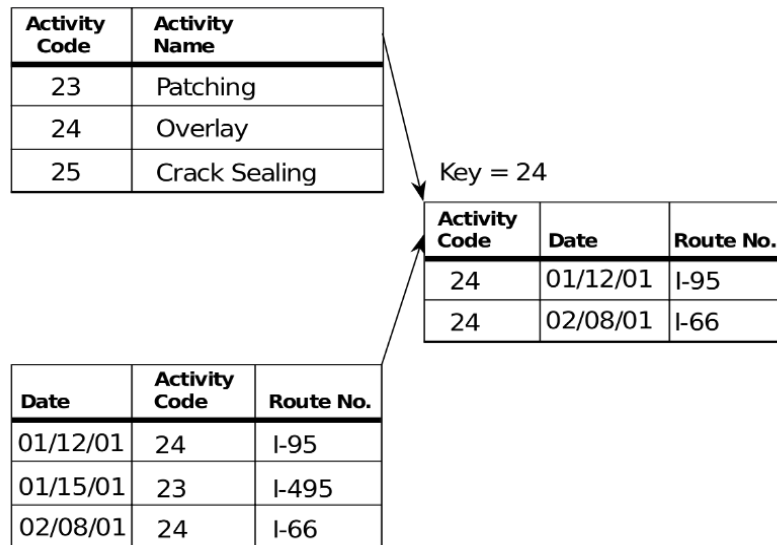 Activity Code Activity Name
23 Patching
24 Overlay
25 Crack Sealing
Key = 24
Activity Code Date Route No.
24 01/12/01 I-95
24 02/08/01 I-66
Date Activity Code Route No.
01/12/01 24 I-95
01/15/01 23 I-495
02/08/01 24 I-66